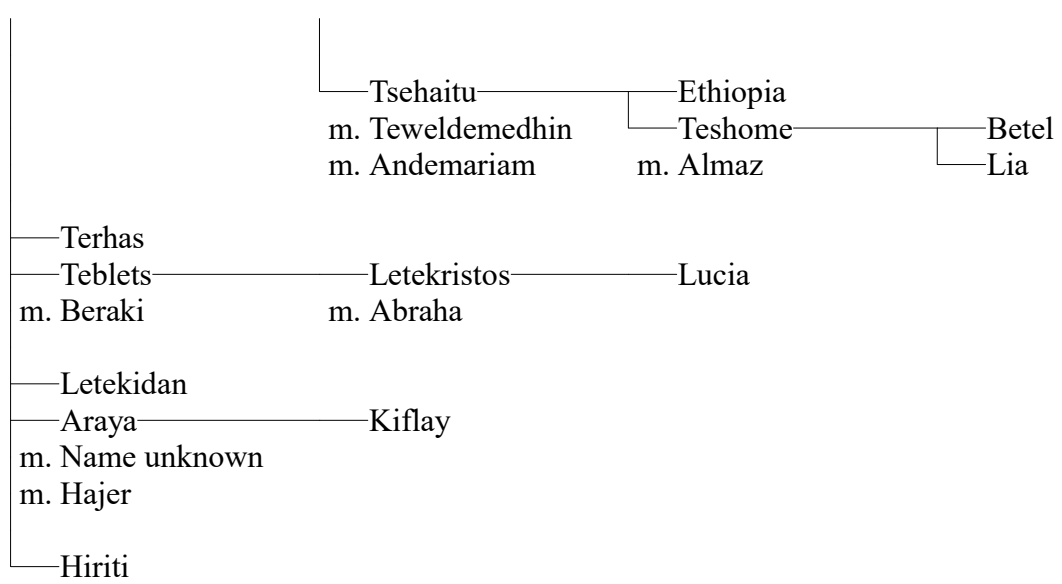 Tsehaitu Ethiopia
m. Teweldemedhin Teshome Betel
m. Andemariam m. Almaz Lia
Terhas
Teblets Letekristos Lucia
m. Beraki m. Abraha
Letekidan
Araya Kiflay
m. Name unknown
m. Hajer
Hiriti